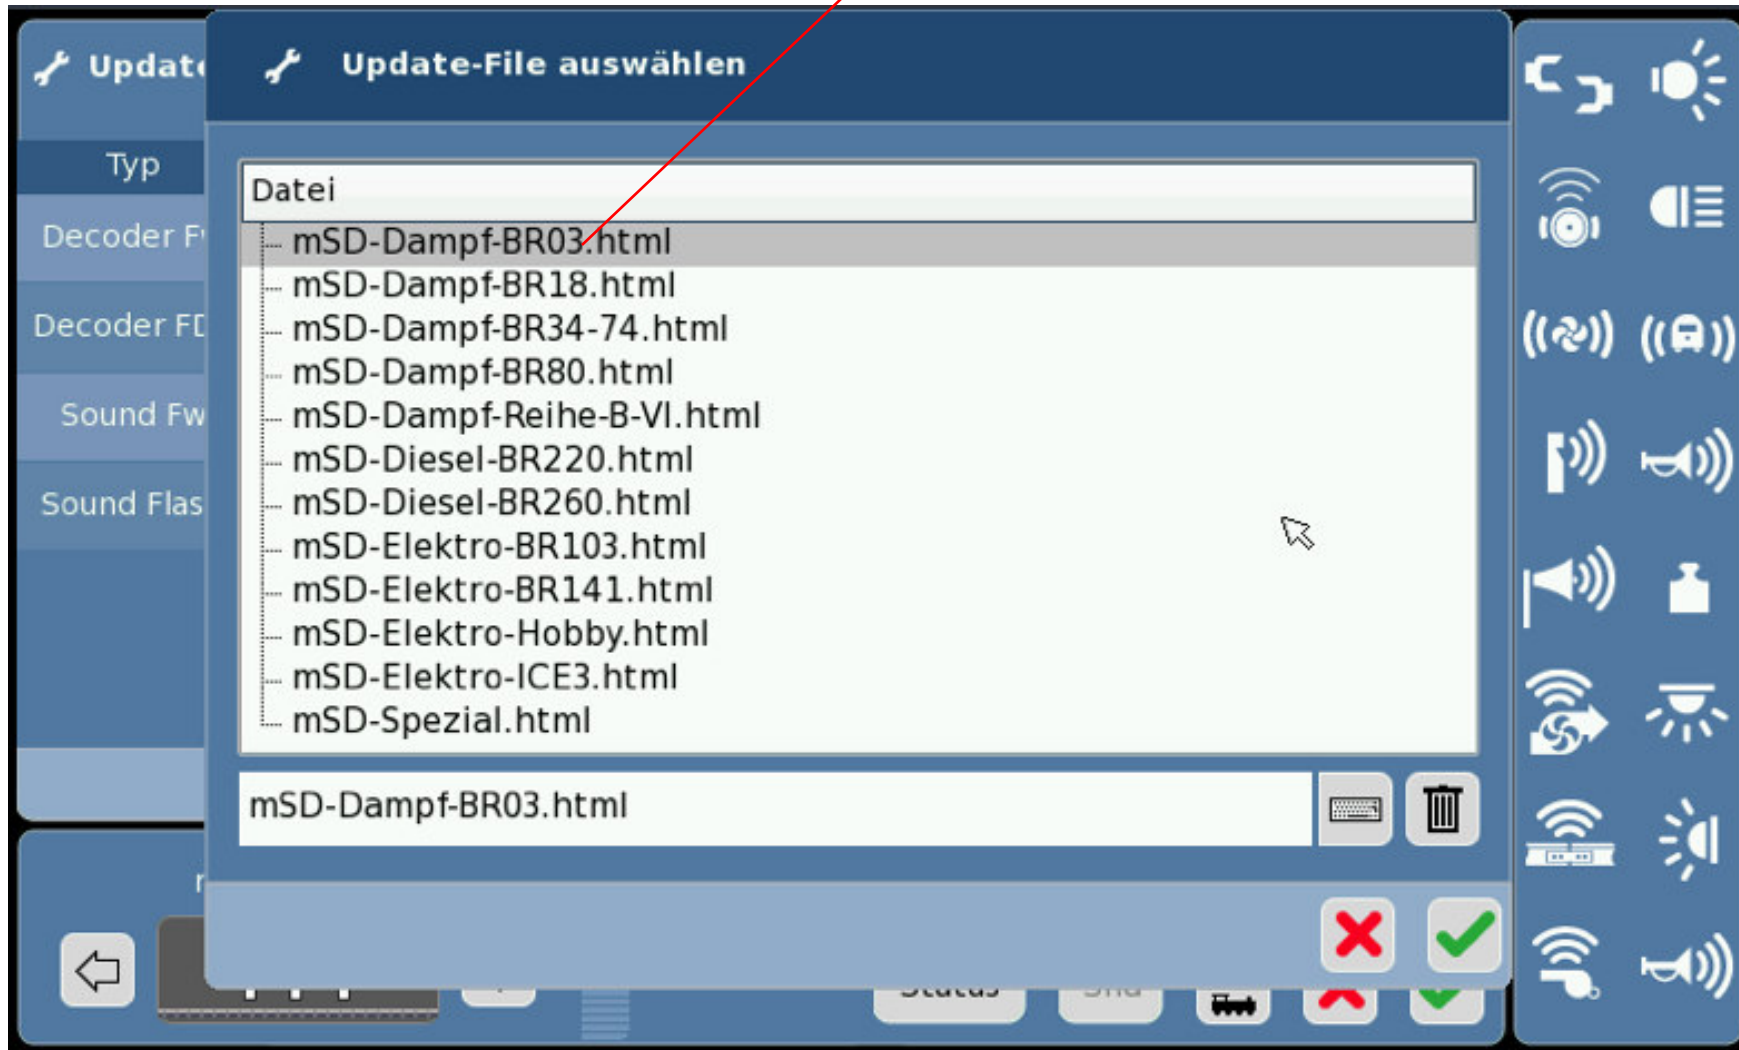 Update-File auswählen
Typ
Datei
Decoder
mSD-Dampf-BR03.html
mSD-Dampf-BR18.html
Decoder
mSD-Dampf-BR34-74.html
mSD-Dampf-BR80.html
Sound Fw
mSD-Dampf-Reihe-B-VI.html
mSD-Diesel-BR220.html
Sound
mSD-Diesel-BR260.html
mSD-Elektro-BR103.html
mSD-Elektro-BR141.html
mSD-Elektro-Hobby.html
mSD-Elektro-ICE3.html
mSD-Spezial.html
mSD-Dampf-BR03.html
Status